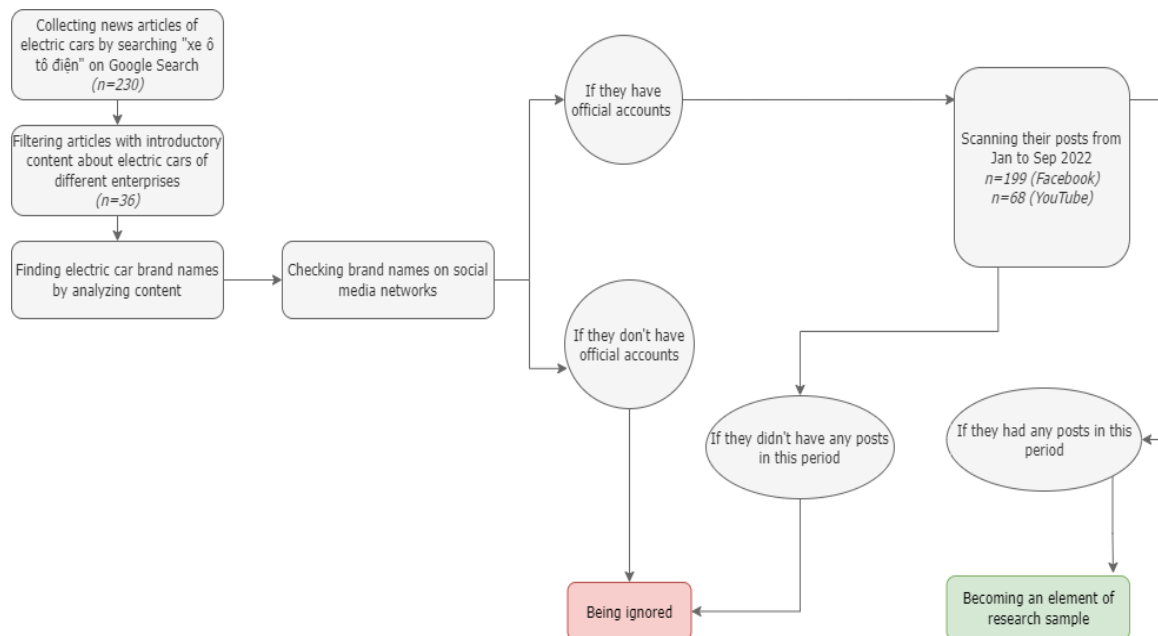 Collecting news articles of
electric cars by searching "xe ô
tô điện" on Google Search
(n=230)
Filtering articles with introductory
content about electric cars of
different enterprises
(n=36)
Finding electric car brand names
by analyzing content
Checking brand names on social
media networks
If they have
official accounts
If they don't have
official accounts
Scanning their posts from
Jan to Sep 2022
n=199 (Facebook)
n=68 (YouTube)
If they didn't have any posts
in this period
If they had any posts in this
period
Being ignored
Becoming an element of
research sample